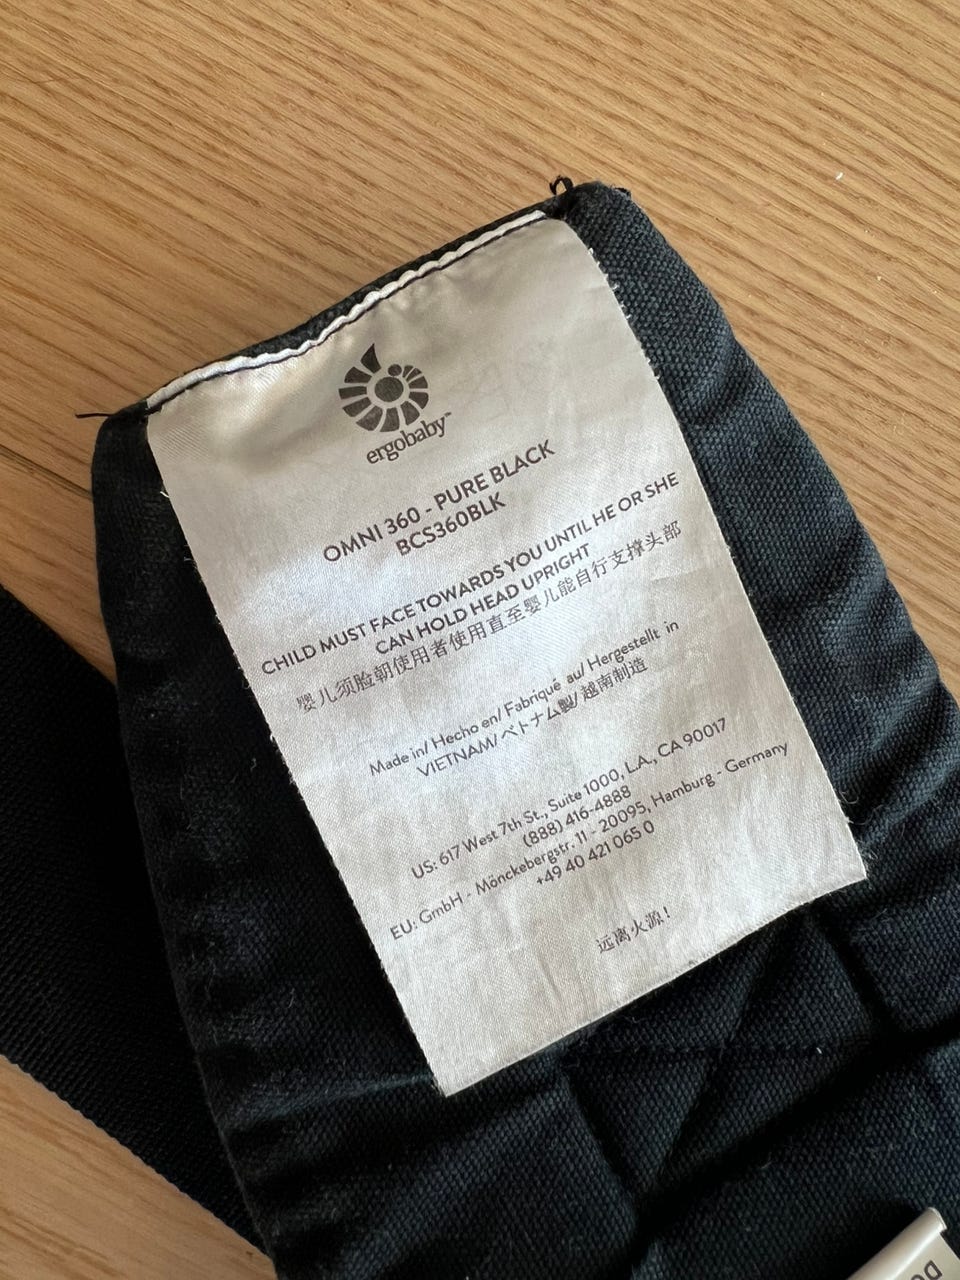 ergobaby™
OMNI 360 - PURE BLACK
BCS360BLK
CHILD MUST FACE TOWARDS YOU UNTIL HE OR SHE
CAN HOLD HEAD UPRIGHT
婴儿须脸朝使用者使用直至婴儿能自行支撑头部
Made in/ Hecho en/ Fabriqué au/ Hergestellt in
VIETNAM/ ベトナム製/ 越南制造
US: 617 West 7th St., Suite 1000, L.A., CA 90017
(888) 416-4888
EU: GmbH - Mönckebergstr. 11 - 20095, Hamburg - Germany
+49 40 421 065 0
远离火源!